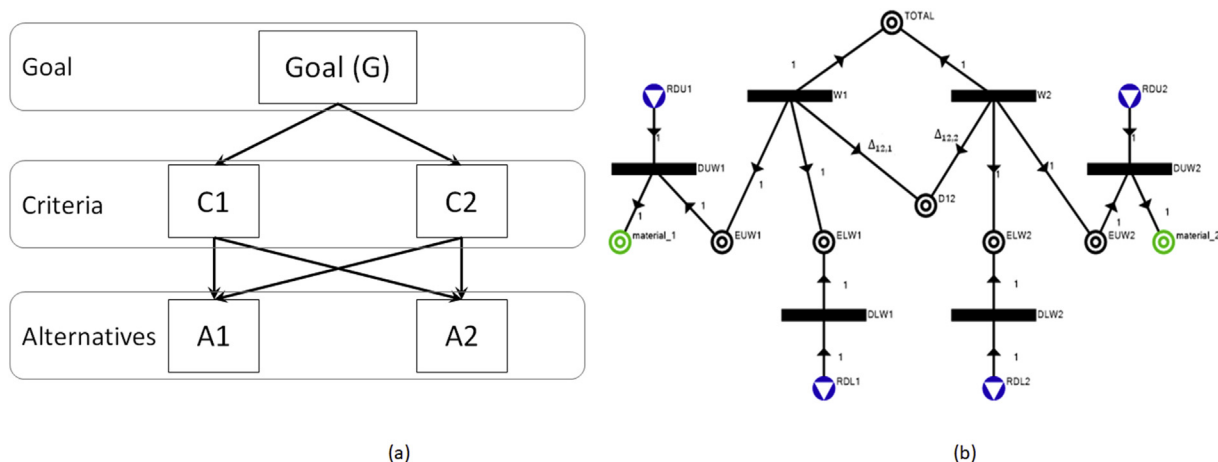 Goal
Goal (G)
Criteria
C1
C2
Alternatives
A1
A2
(a)
TOTAL
1
1
RDU1
W1
W2
RDU2
1
Δ12,1
Δ12,2
1
DUW1
DUW2
1
1
1
1
1
1
1
1
D12
material_1
EUW1
ELW1
ELW2
EUW2
material_2
1
1
DLW1
DLW2
1
1
RDL1
RDL2
(b)